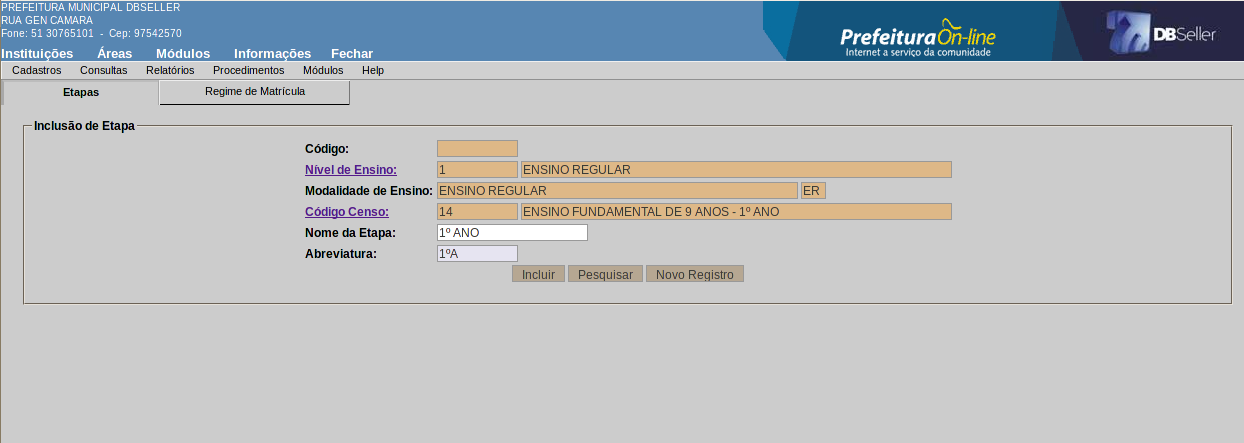 PREFEITURA MUNICIPAL DBSELLER
RUA GEN CAMARA
Fone: 51 30765101 - Cep: 97542570
Prefeitura On-line
Internet a serviço da comunidade
DBSeller
Instituições Áreas Módulos Informações Fechar
Cadastros Consultas Relatórios Procedimentos Módulos Help
Etapas Regime de Matrícula
Inclusão de Etapa
Código:
Nível de Ensino: 1 ENSINO REGULAR
Modalidade de Ensino: ENSINO REGULAR ER
Código Censo: 14 ENSINO FUNDAMENTAL DE 9 ANOS - 1º ANO
Nome da Etapa: 1º ANO
Abreviatura: 1ºA
Incluir Pesquisar Novo Registro